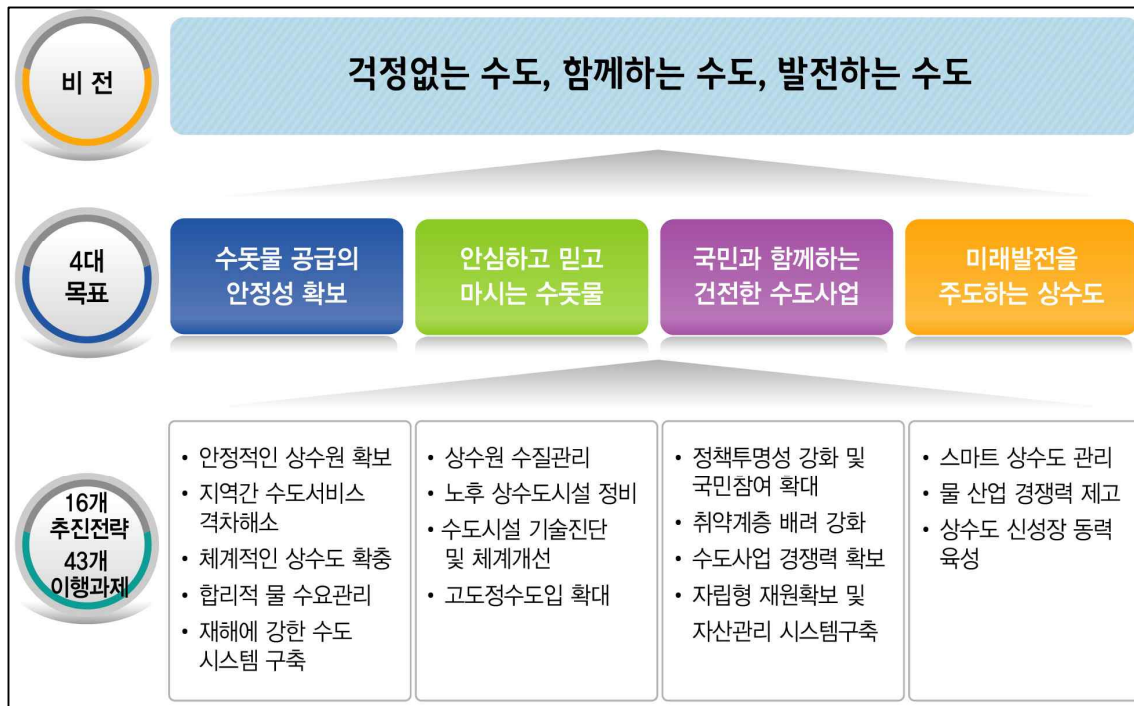 비 전
걱정없는 수도, 함께하는 수도, 발전하는 수도
4대
목표
수돗물 공급의
안정성 확보
안심하고 믿고
마시는 수돗물
국민과 함께하는
건전한 수도사업
미래발전을
주도하는 상수도
16개
추진전략
43개
이행과제
• 안정적인 상수원 확보
• 지역간 수도서비스
격차해소
• 체계적인 상수도 확충
• 합리적 물 수요관리
• 재해에 강한 수도
시스템 구축
• 상수원 수질관리
• 노후 상수도시설 정비
• 수도시설 기술진단
및 체계개선
• 고도정수도입 확대
• 정책투명성 강화 및
국민참여 확대
• 취약계층 배려 강화
• 수도사업 경쟁력 확보
• 자립형 재원확보 및
자산관리 시스템구축
• 스마트 상수도 관리
• 물 산업 경쟁력 제고
• 상수도 신성장 동력
육성